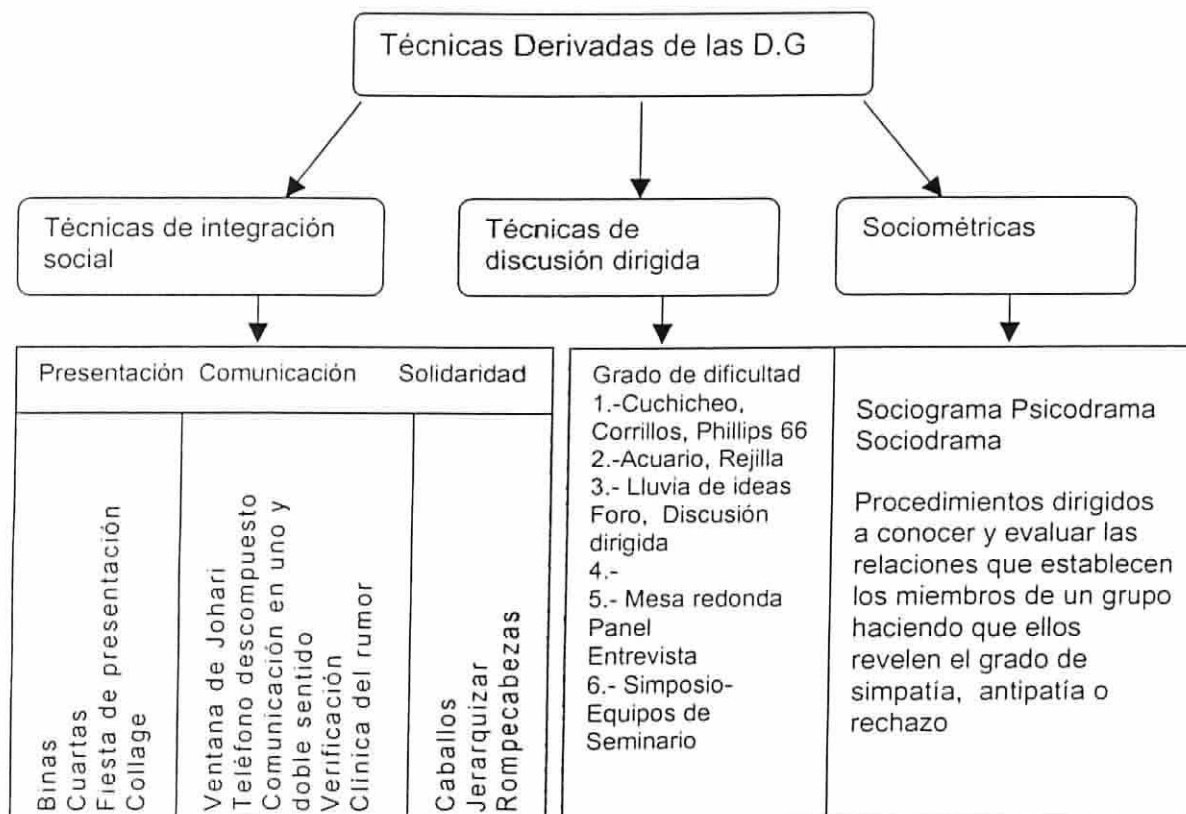 Técnicas Derivadas de las D.G
Técnicas de integración
social
Técnicas de
discusión dirigida
Sociométricas
Presentación Comunicación Solidaridad
Binas
Cuartas
Fiesta de presentación
Collage
Ventana de Johari
Teléfono descompuesto
Comunicación en uno y
doble sentido
Verificación
Clínica del rumor
Caballos
Jerarquizar
Rompecabezas
Grado de dificultad
1.-Cuchicheo,
Corrillos, Phillips 66
2.-Acuario, Rejilla
3.- Lluvia de ideas
Foro, Discusión
dirigida
4.-
5.- Mesa redonda
Panel
Entrevista
6.- Simposio-
Equipos de
Seminario
Sociograma Psicodrama
Sociodrama
Procedimientos dirigidos
a conocer y evaluar las
relaciones que establecen
los miembros de un grupo
haciendo que ellos
revelen el grado de
simpatía, antipatía o
rechazo